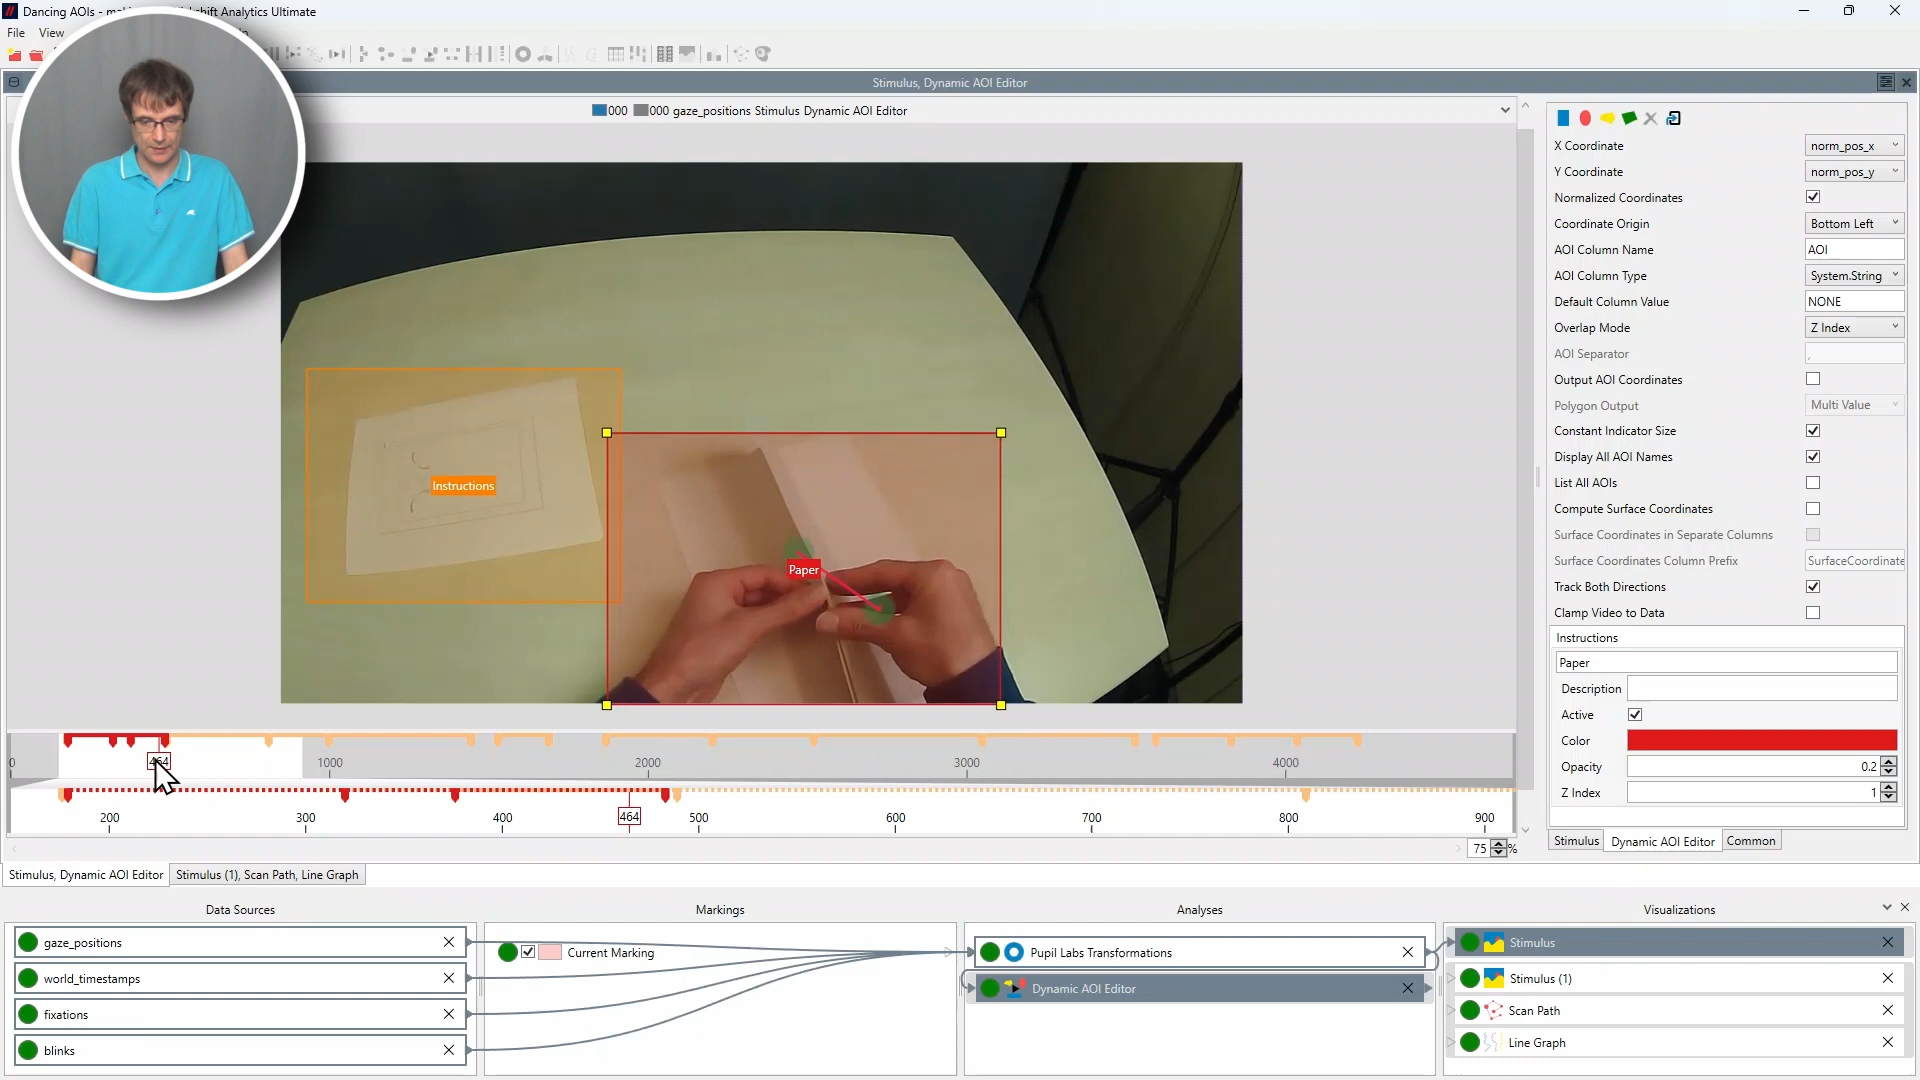 Dancing AOIs - ma shift Analytics Ultimate
File View
Stimulus, Dynamic AOI Editor
000 000 gaze_positions Stimulus Dynamic AOI Editor
X Coordinate norm_pos_x
Y Coordinate norm_pos_y
Normalized Coordinates
Coordinate Origin Bottom Left
AOI Column Name AOI
AOI Column Type System.String
Default Column Value NONE
Overlap Mode Z Index
AOI Separator ,
Output AOI Coordinates
Polygon Output Multi Value
Constant Indicator Size
Display All AOI Names
List All AOIs
Compute Surface Coordinates
Surface Coordinates in Separate Columns
Surface Coordinates Column Prefix SurfaceCoordinate
Track Both Directions
Clamp Video to Data
Instructions
Paper
Description
Active
Color
Opacity 0.2
Z Index 1
Stimulus Dynamic AOI Editor Common
Instructions
Paper
0 464 1000 2000 3000 4000
200 300 400 464 500 600 700 800 900
75 %
Stimulus, Dynamic AOI Editor Stimulus (1), Scan Path, Line Graph
Data Sources Markings Analyses Visualizations
gaze_positions
world_timestamps
fixations
blinks
Current Marking
Pupil Labs Transformations
Dynamic AOI Editor
Stimulus
Stimulus (1)
Scan Path
Line Graph